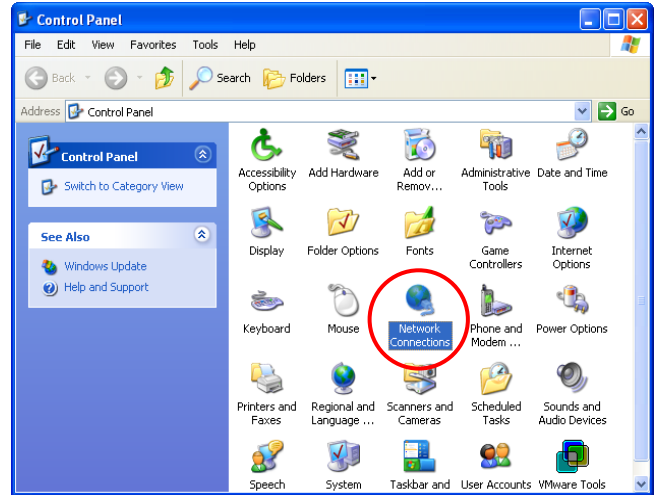 Control Panel
File Edit View Favorites Tools Help
Back Search Folders
Address Control Panel Go
Control Panel
Switch to Category View
See Also
Windows Update
Help and Support
Accessibility Options
Add Hardware
Add or Remov...
Administrative Tools
Date and Time
Display
Folder Options
Fonts
Game Controllers
Internet Options
Keyboard
Mouse
Network Connections
Phone and Modem ...
Power Options
Printers and Faxes
Regional and Language ...
Scanners and Cameras
Scheduled Tasks
Sounds and Audio Devices
Speech
System
Taskbar and
User Accounts
VMware Tools